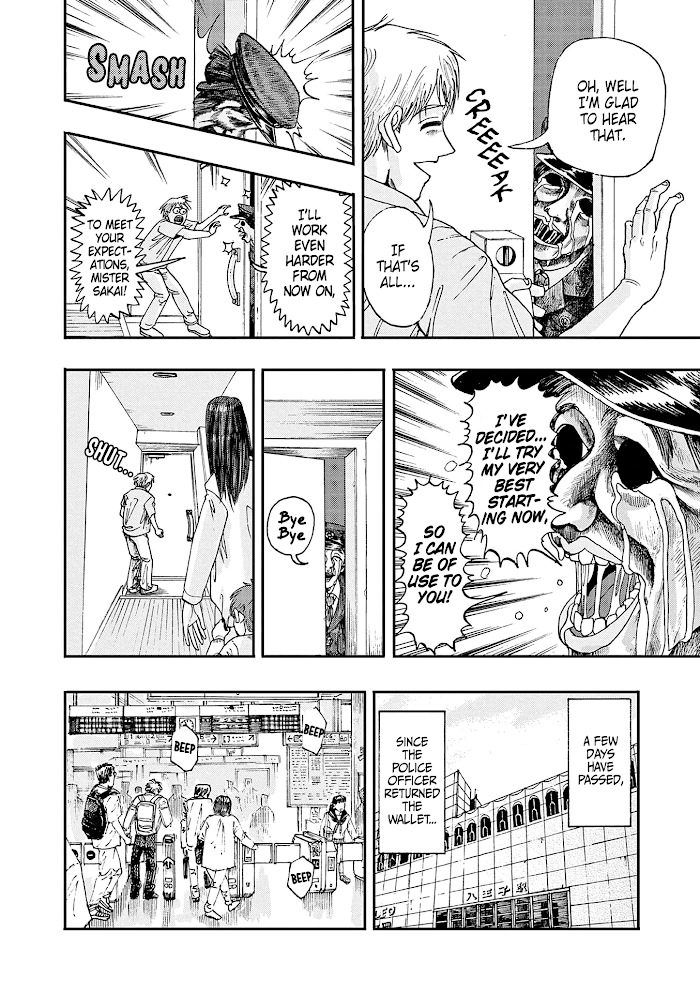 OH, WELL
I'M GLAD
TO HEAR
THAT.
CREEEEAK
IF
THAT'S
ALL...
SMASH
I'LL
WORK
EVEN
HARDER
FROM
NOW ON,
TO MEET
YOUR
EXPECT-
ATIONS,
MISTER
SAKAI!
I'VE
DECIDED...
I'LL TRY
MY VERY
BEST
START-
ING NOW,
SO
I CAN
BE OF
USE TO
YOU!
Bye
Bye
SHUT...
A FEW
DAYS
HAVE
PASSED,
SINCE
THE
POLICE
OFFICER
RETURNED
THE
WALLET...
八王子駅
BEEP
BEEP
BEEP